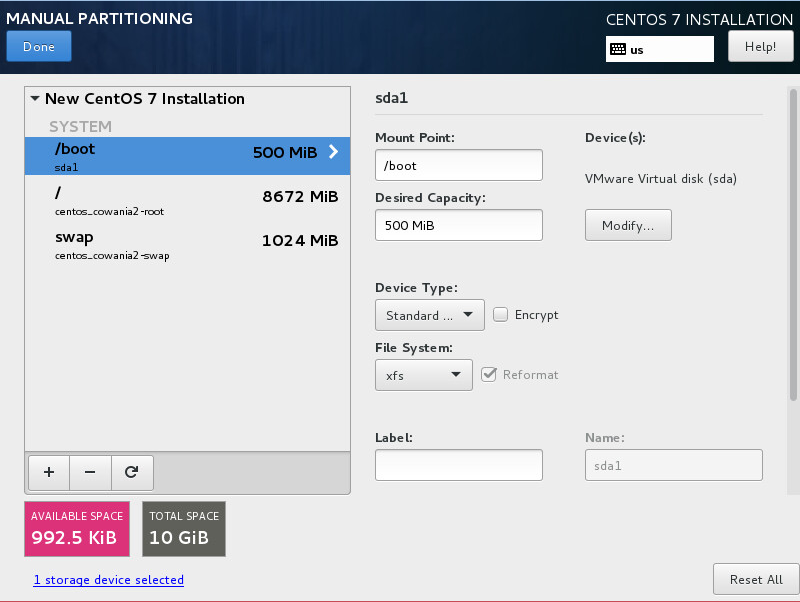 MANUAL PARTITIONING
CENTOS 7 INSTALLATION
Done
us
Help!
New CentOS 7 Installation
SYSTEM
/boot
500 MiB
sda1
/
8672 MiB
centos_cowania2-root
swap
1024 MiB
centos_cowania2-swap
+ −
AVAILABLE SPACE
992.5 KiB
TOTAL SPACE
10 GiB
1 storage device selected
sda1
Mount Point:
/boot
Desired Capacity:
500 MiB
Device(s):
VMware Virtual disk (sda)
Modify...
Device Type:
Standard ...
Encrypt
File System:
xfs
Reformat
Label:
Name:
sda1
Reset All